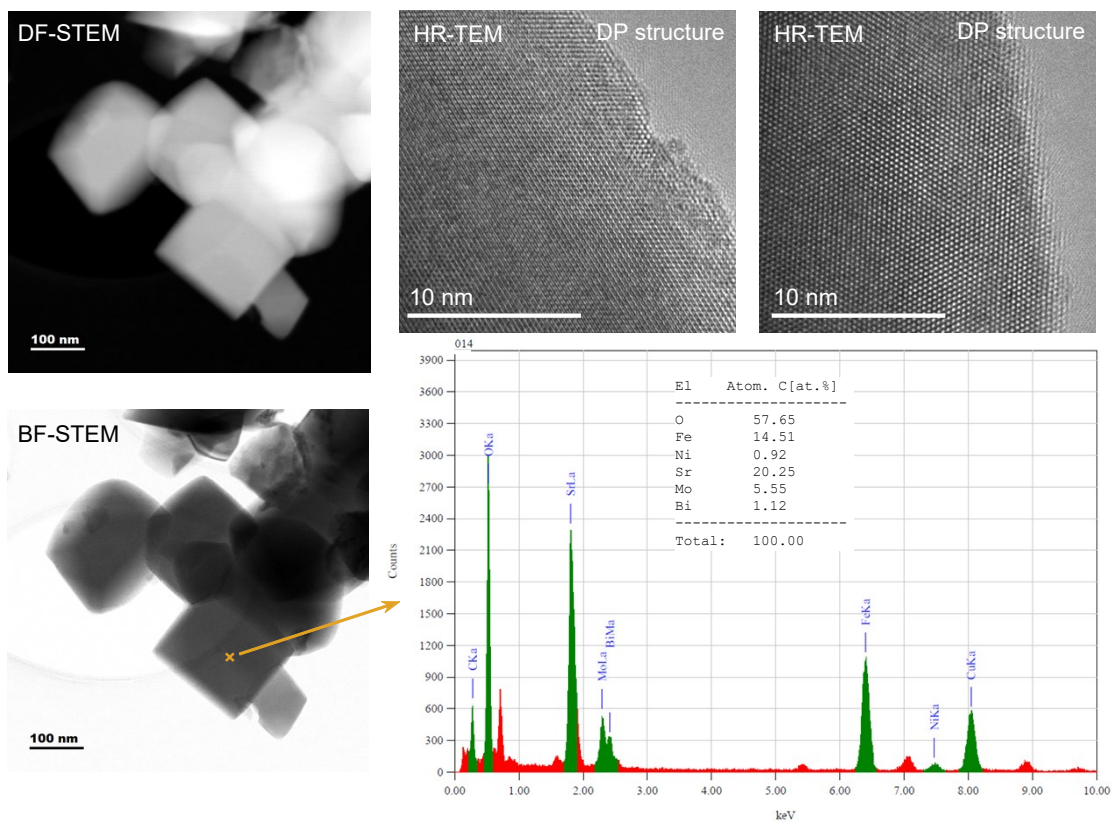 DF-STEM
100 nm
HR-TEM DP structure
10 nm
HR-TEM DP structure
10 nm
BF-STEM
100 nm
014
El Atom. C[at.%]
---------------------
O 57.65
Fe 14.51
Ni 0.92
Sr 20.25
Mo 5.55
Bi 1.12
---------------------
Total: 100.00
Counts
3900
3600
3300
3000
2700
2400
2100
1800
1500
1200
900
600
300
0
CKa
OKa
SrLa
MoLa
BiMa
FeKa
NiKa
CuKa
0.00 1.00 2.00 3.00 4.00 5.00 6.00 7.00 8.00 9.00 10.00
keV